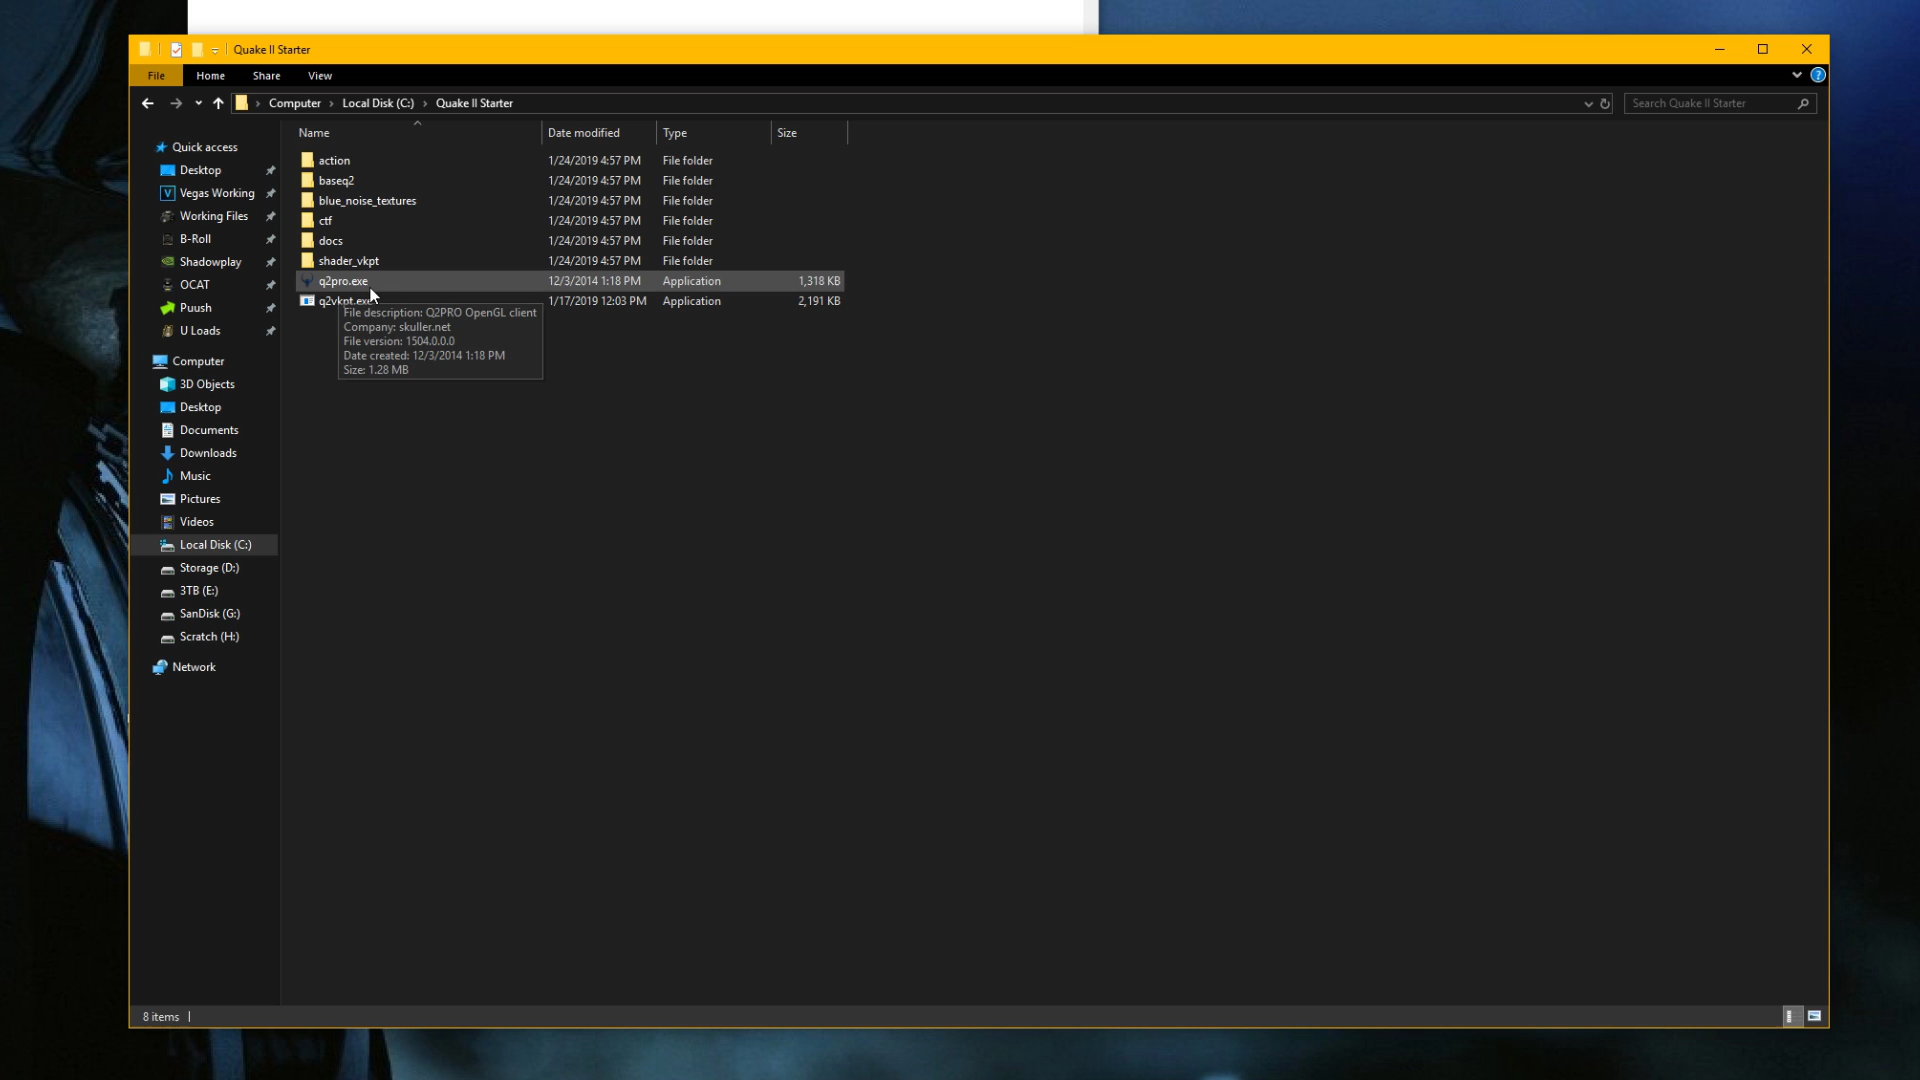 Quake II Starter
File Home Share View
Computer Local Disk (C:) Quake II Starter
Search Quake II Starter
Name Date modified Type Size
Quick access
Desktop
Vegas Working
Working Files
B-Roll
Shadowplay
OCAT
Puush
U Loads
Computer
3D Objects
Desktop
Documents
Downloads
Music
Pictures
Videos
Local Disk (C:)
Storage (D:)
3TB (E:)
SanDisk (G:)
Scratch (H:)
Network
action 1/24/2019 4:57 PM File folder
baseq2 1/24/2019 4:57 PM File folder
blue_noise_textures 1/24/2019 4:57 PM File folder
ctf 1/24/2019 4:57 PM File folder
docs 1/24/2019 4:57 PM File folder
shader_vkpt 1/24/2019 4:57 PM File folder
q2pro.exe 12/3/2014 1:18 PM Application 1,318 KB
q2vkpt.exe 1/17/2019 12:03 PM Application 2,191 KB
File description: Q2PRO OpenGL client
Company: skuller.net
File version: 1504.0.0.0
Date created: 12/3/2014 1:18 PM
Size: 1.28 MB
8 items